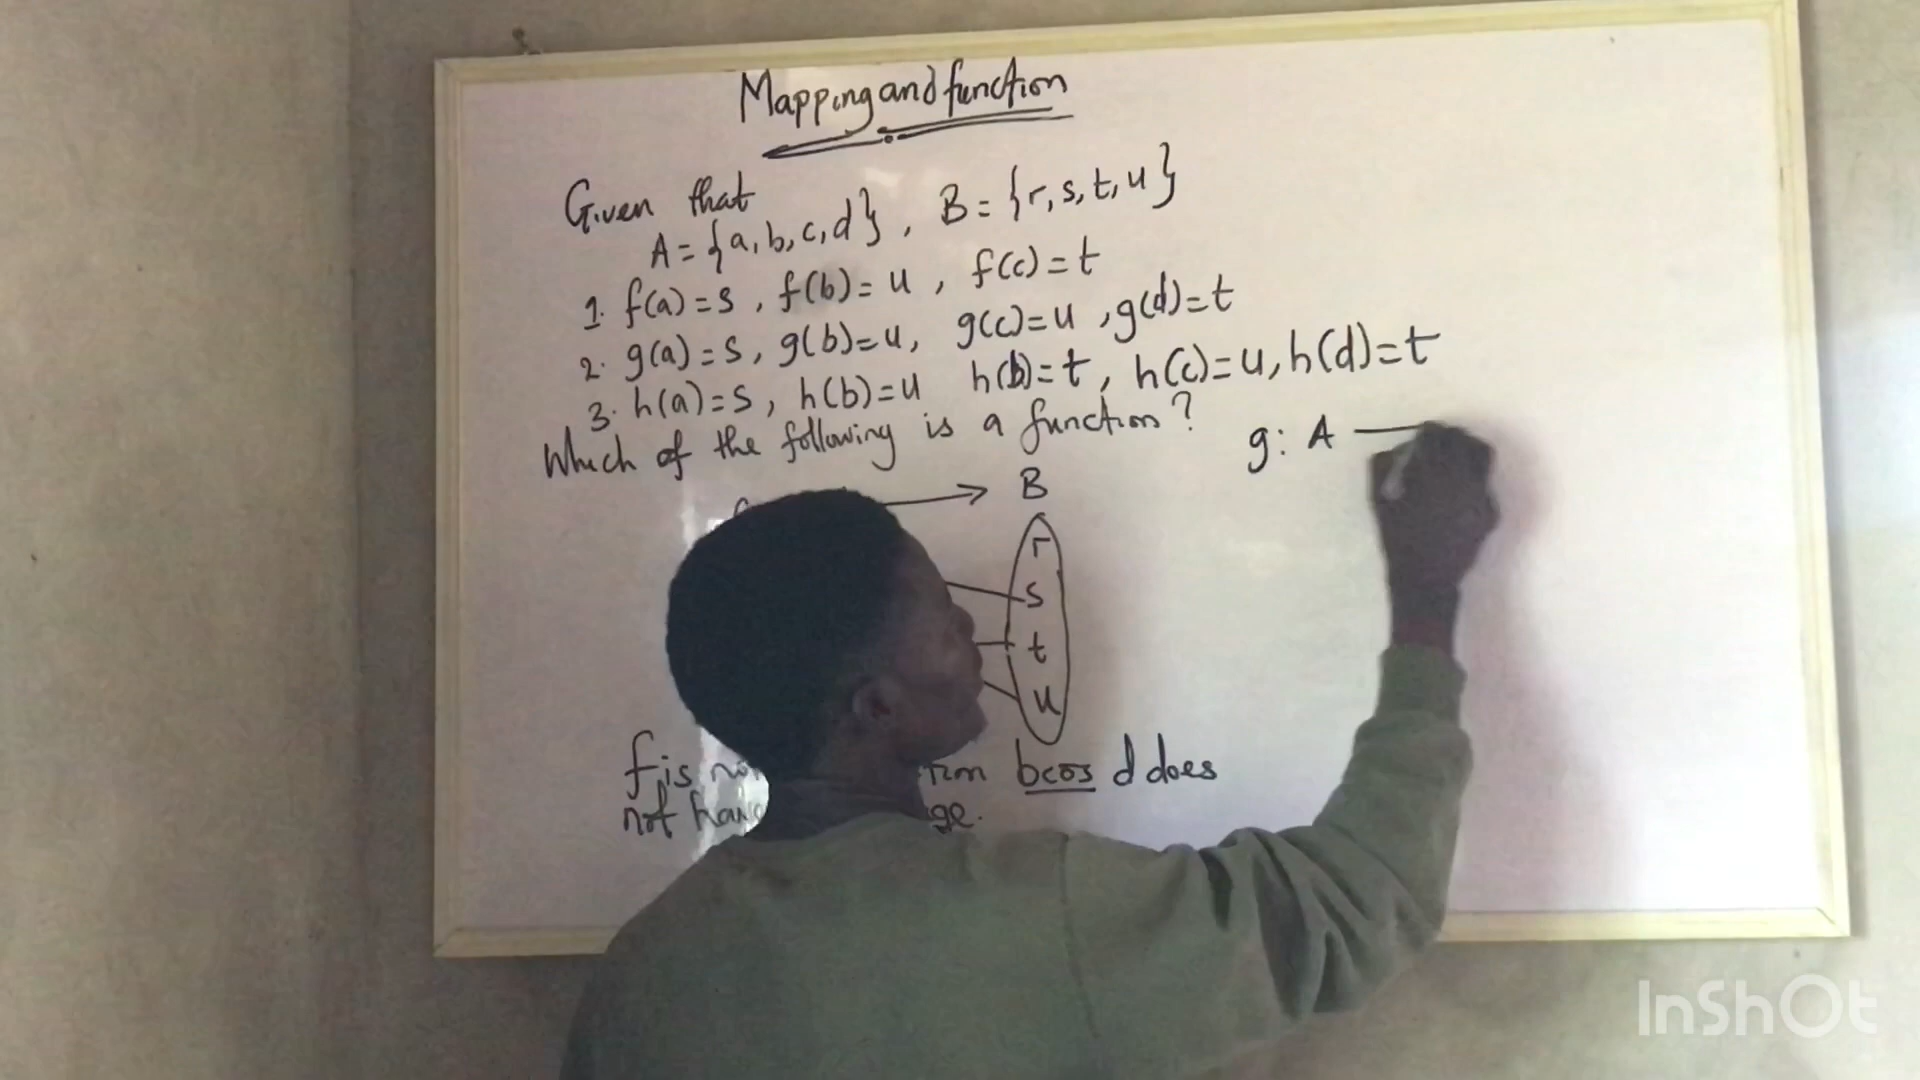 Mapping and function
Given that
A = {a, b, c, d}, B = {r, s, t, u}
1. f(a) = s, f(b) = u, f(c) = t
2. g(a) = s, g(b) = u, g(c) = u, g(d) = t
3. h(a) = s, h(b) = u h(b) = t, h(c) = u, h(d) = t
Which of the following is a function?
g: A
B
r
s
t
u
f is bcos d does
not
InShOt